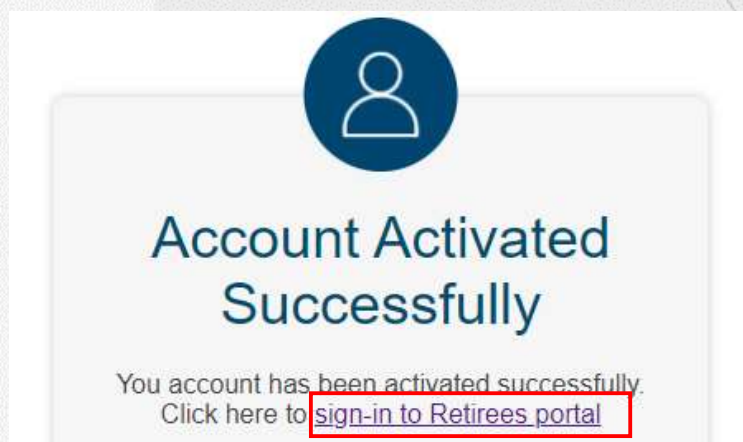 Account Activated
Successfully
You account has been activated successfully.
Click here to sign-in to Retirees portal